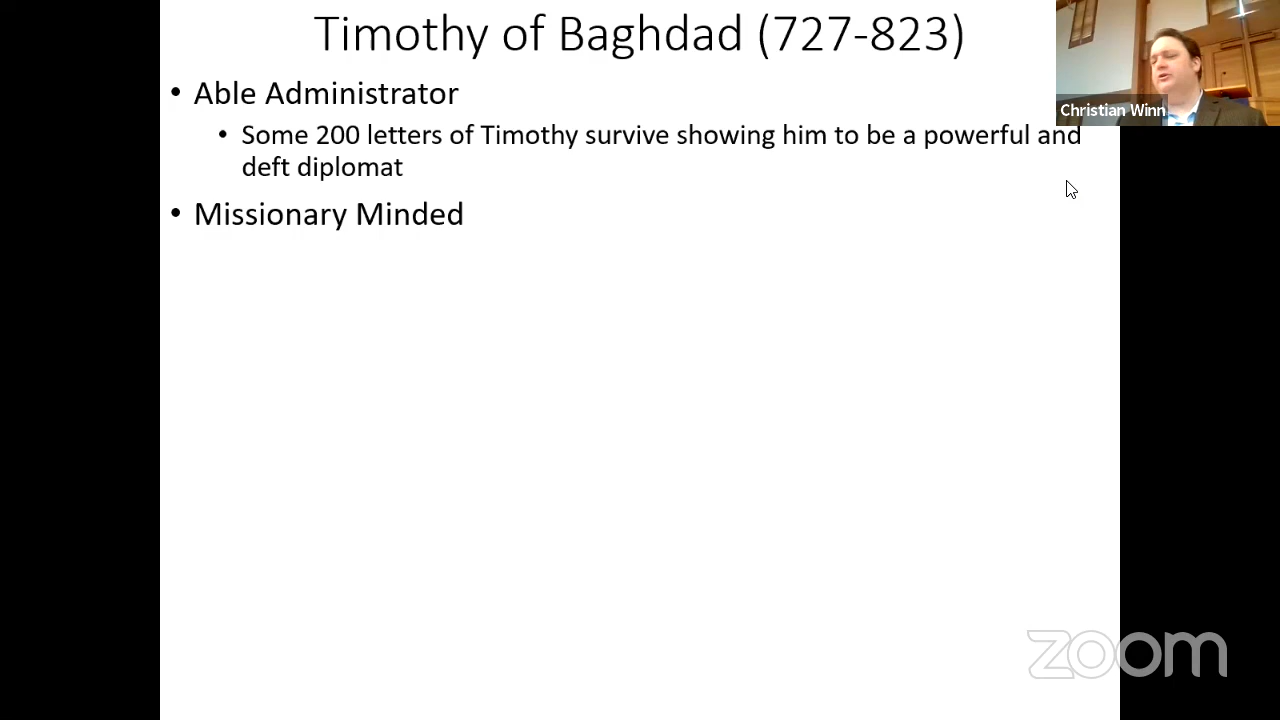 Timothy of Baghdad (727-823)
• Able Administrator
• Some 200 letters of Timothy survive showing him to be a powerful and
deft diplomat
• Missionary Minded
Christian Winn
zoom